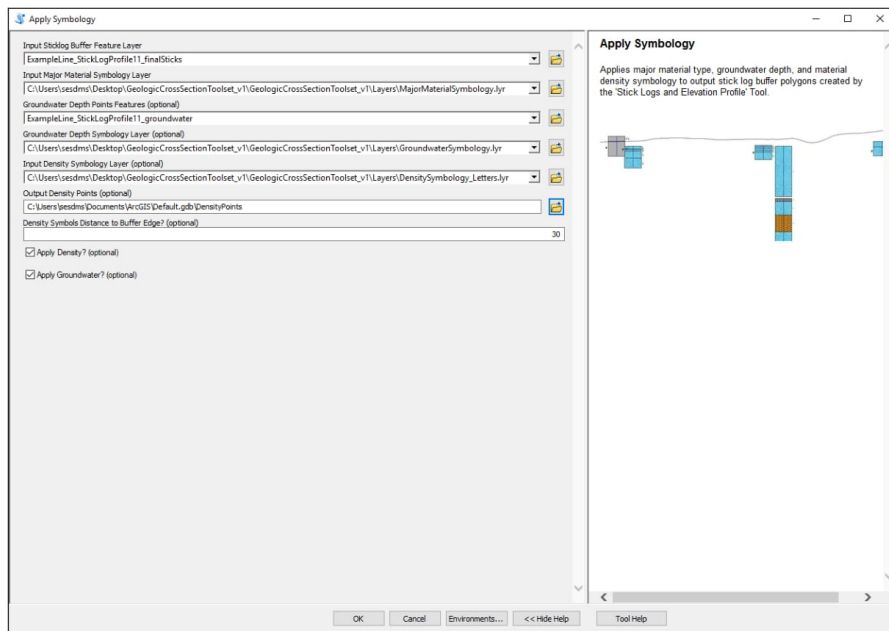 Apply Symbology
Input Sticklog Buffer Feature Layer
ExampleLine_StickLogProfile11_finalSticks
Input Major Material Symbology Layer
C:\Users\sesdms\Desktop\GeologicCrossSectionToolset_v1\GeologicCrossSectionToolset_v1\Layers\MajorMaterialSymbology.lyr
Groundwater Depth Points Features (optional)
ExampleLine_StickLogProfile11_groundwater
Groundwater Depth Symbology Layer (optional)
C:\Users\sesdms\Desktop\GeologicCrossSectionToolset_v1\GeologicCrossSectionToolset_v1\Layers\GroundwaterSymbology.lyr
Input Density Symbology Layer (optional)
C:\Users\sesdms\Desktop\GeologicCrossSectionToolset_v1\GeologicCrossSectionToolset_v1\Layers\DensitySymbology_Letters.lyr
Output Density Points (optional)
C:\Users\sesdms\Documents\ArcGIS\Default.gdb\DensityPoints
Density Symbols Distance to Buffer Edge? (optional)
30
Apply Density? (optional)
Apply Groundwater? (optional)
Apply Symbology
Applies major material type, groundwater depth, and material
density symbology to output stick log buffer polygons created by
the 'Stick Logs and Elevation Profile' Tool.
OK
Cancel
Environments...
<< Hide Help
Tool Help